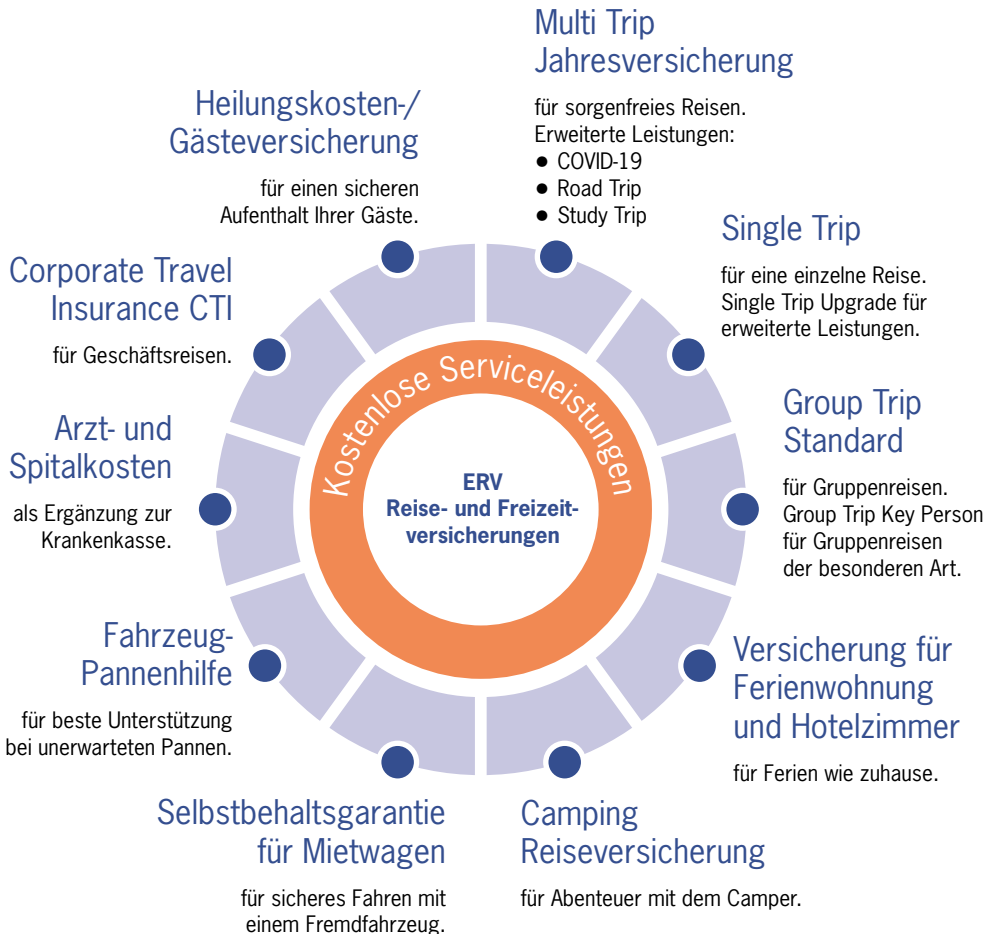 Multi Trip
Jahresversicherung
für sorgenfreies Reisen.
Erweiterte Leistungen:
● COVID-19
● Road Trip
● Study Trip
Single Trip
für eine einzelne Reise.
Single Trip Upgrade für
erweiterte Leistungen.
Group Trip
Standard
für Gruppenreisen.
Group Trip Key Person
für Gruppenreisen
der besonderen Art.
Versicherung für
Ferienwohnung
und Hotelzimmer
für Ferien wie zuhause.
Camping
Reiseversicherung
für Abenteuer mit dem Camper.
Selbstbehaltsgarantie
für Mietwagen
für sicheres Fahren mit
einem Fremdfahrzeug.
Fahrzeug-
Pannenhilfe
für beste Unterstützung
bei unerwarteten Pannen.
Arzt- und
Spitalkosten
als Ergänzung zur
Krankenkasse.
Corporate Travel
Insurance CTI
für Geschäftsreisen.
Heilungskosten-/
Gästeversicherung
für einen sicheren
Aufenthalt Ihrer Gäste.
Kostenlose Serviceleistungen
ERV
Reise- und Freizeit-
versicherungen